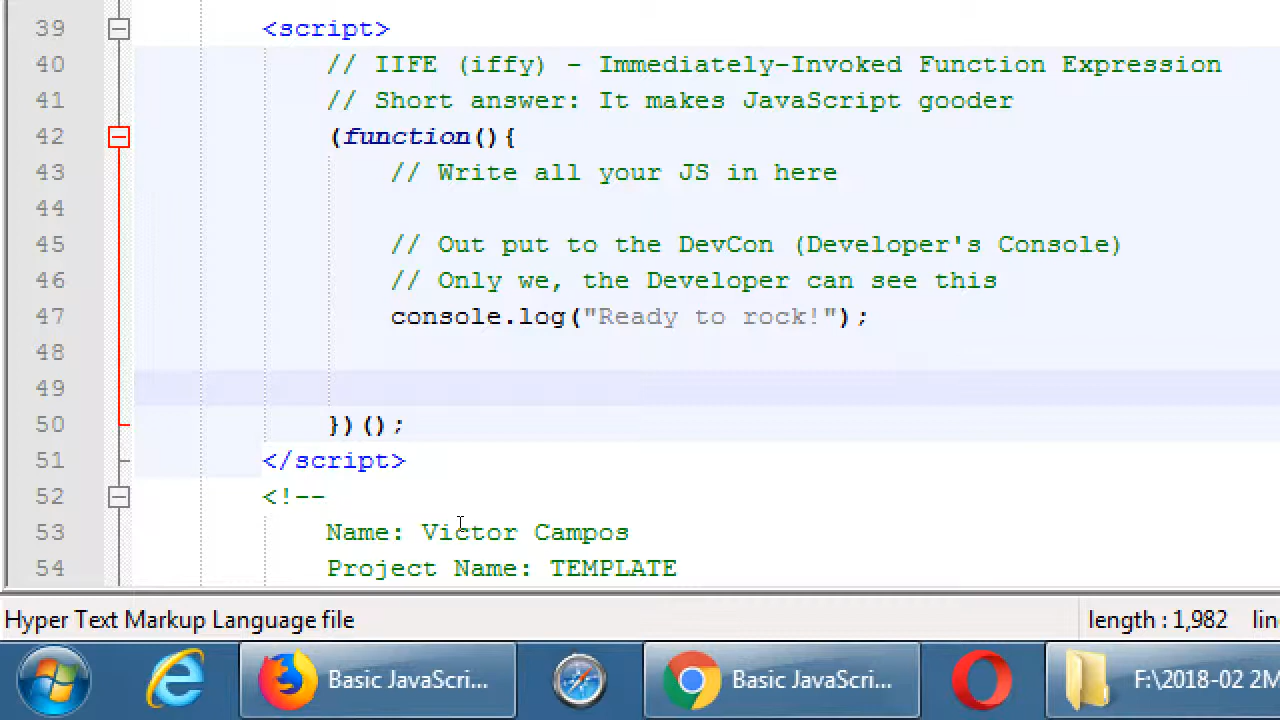 39 <script>
40 // IIFE (iffy) - Immediately-Invoked Function Expression
41 // Short answer: It makes JavaScript gooder
42 (function(){
43 // Write all your JS in here
44
45 // Out put to the DevCon (Developer's Console)
46 // Only we, the Developer can see this
47 console.log("Ready to rock!");
48
49
50 })();
51 </script>
52 <!--
53 Name: Victor Campos
54 Project Name: TEMPLATE
Hyper Text Markup Language file length : 1,982 lin
Basic JavaScri... Basic JavaScri... F:\2018-02 2M